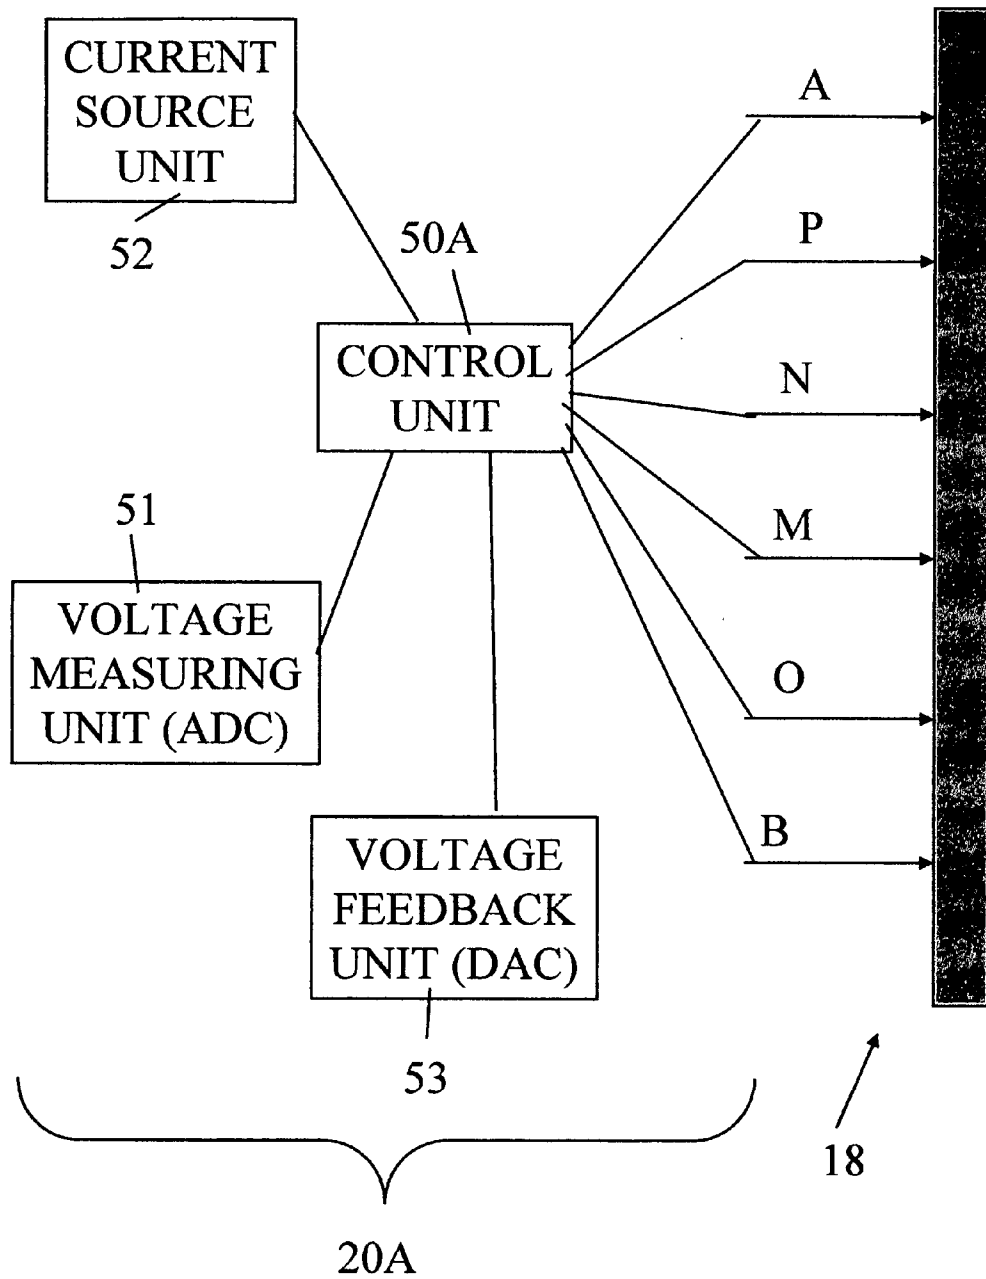 CURRENT
SOURCE
UNIT
52
A
P
50A
CONTROL
UNIT
N
51
M
VOLTAGE
MEASURING
UNIT (ADC)
O
B
VOLTAGE
FEEDBACK
UNIT (DAC)
53
18
20A